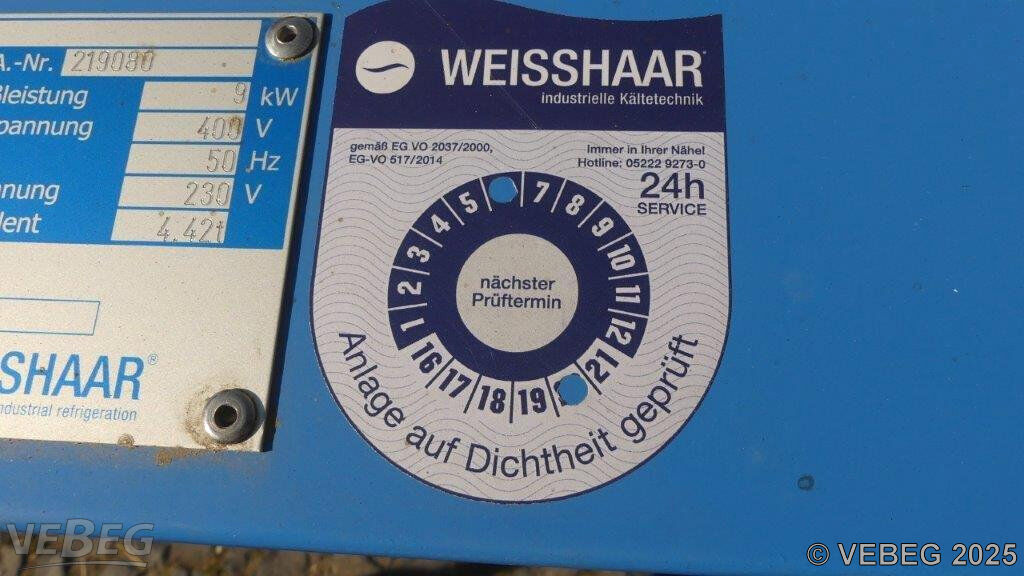 A.-Nr. 219080
leistung 9 kW
pannung 400 V
50 Hz
nnung 230 V
lent 4.42t
SSHAAR®
industrial refrigeration
WEISSHAAR
industrielle Kältetechnik
gemäß EG VO 2037/2000,
EG-VO 517/2014
Immer in Ihrer Nähe!
Hotline: 05222 9273-0
24h
SERVICE
1 2 3 4 5 7 8 9 10 11 12
nächster
Prüftermin
16 17 18 19 21
Anlage auf Dichtheit geprüft
VEBEG
© VEBEG 2025